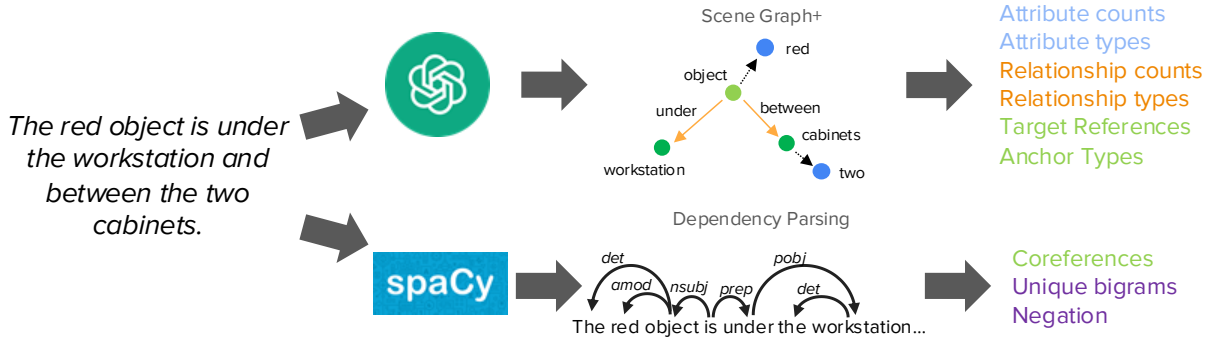 The red object is under
the workstation and
between the two
cabinets.
Scene Graph+
red
object
under
between
cabinets
workstation
two
Attribute counts
Attribute types
Relationship counts
Relationship types
Target References
Anchor Types
spaCy
Dependency Parsing
det
pobj
amod
nsubj
prep
det
The red object is under the workstation...
Coreferences
Unique bigrams
Negation